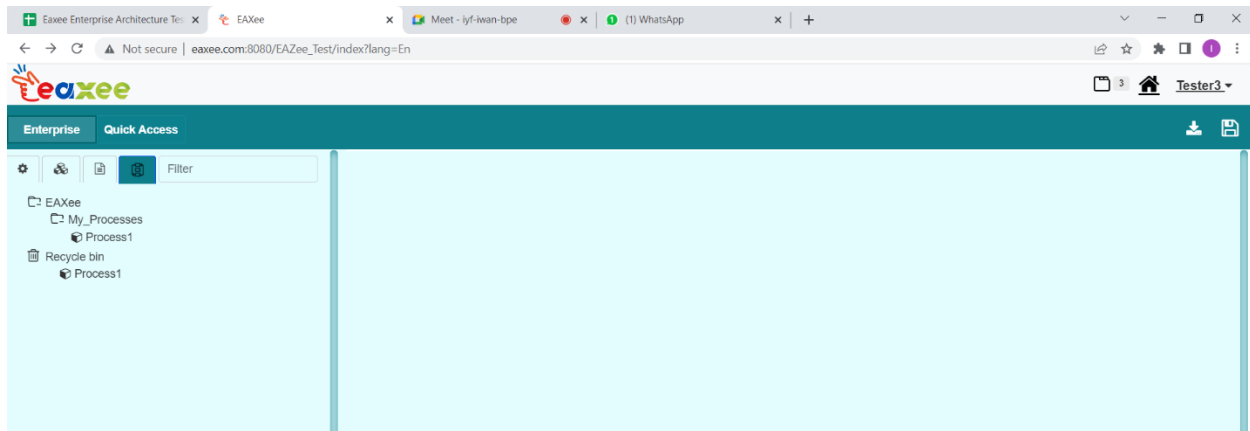 Eaxee Enterprise Architecture Tes
EAXee
Meet - iyf-iwan-bpe
1 (1) WhatsApp
Not secure | eaxee.com:8080/EAZee_Test/index?lang=En
I
eaxee
3
Tester3
Enterprise
Quick Access
Filter
EAXee
My_Processes
Process1
Recycle bin
Process1